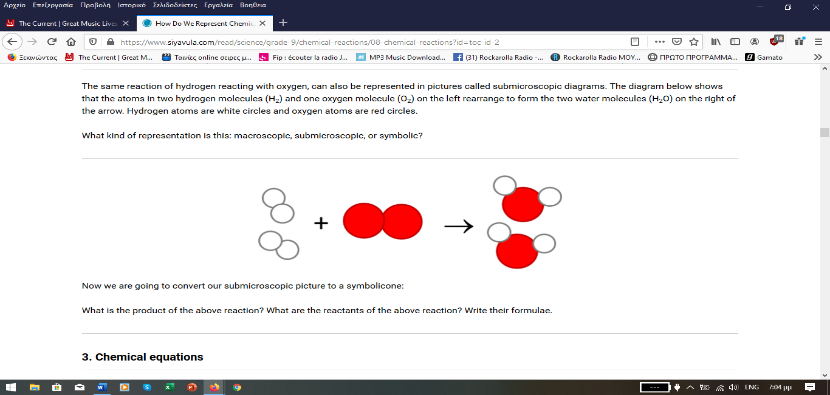 Αρχείο Επεξεργασία Προβολή Ιστορικό Σελιδοδείκτες Εργαλεία Βοήθεια
The Current | Great Music Lives × How Do We Represent Chemic × +
https://www.siyavula.com/read/science/grade-9/chemical-reactions/08-chemical-reactions?id=toc-id-2
Ξεκινώντας The Current | Great M... Ταινίες online σειρες μ... Fip : écouter la radio j... MP3 Music Download... (31) Rockarolla Radio -... Rockarolla Radio MOY... ΠΡΩΤΟ ΠΡΟΓΡΑΜΜΑ... Gamato
The same reaction of hydrogen reacting with oxygen, can also be represented in pictures called submicroscopic diagrams. The diagram below shows
that the atoms in two hydrogen molecules (H₂) and one oxygen molecule (O₂) on the left rearrange to form the two water molecules (H₂O) on the right of
the arrow. Hydrogen atoms are white circles and oxygen atoms are red circles.
What kind of representation is this: macroscopic, submicroscopic, or symbolic?
+ →
Now we are going to convert our submicroscopic picture to a symbolicone:
What is the product of the above reaction? What are the reactants of the above reaction? Write their formulae.
3. Chemical equations
ENG 7:04 μμ